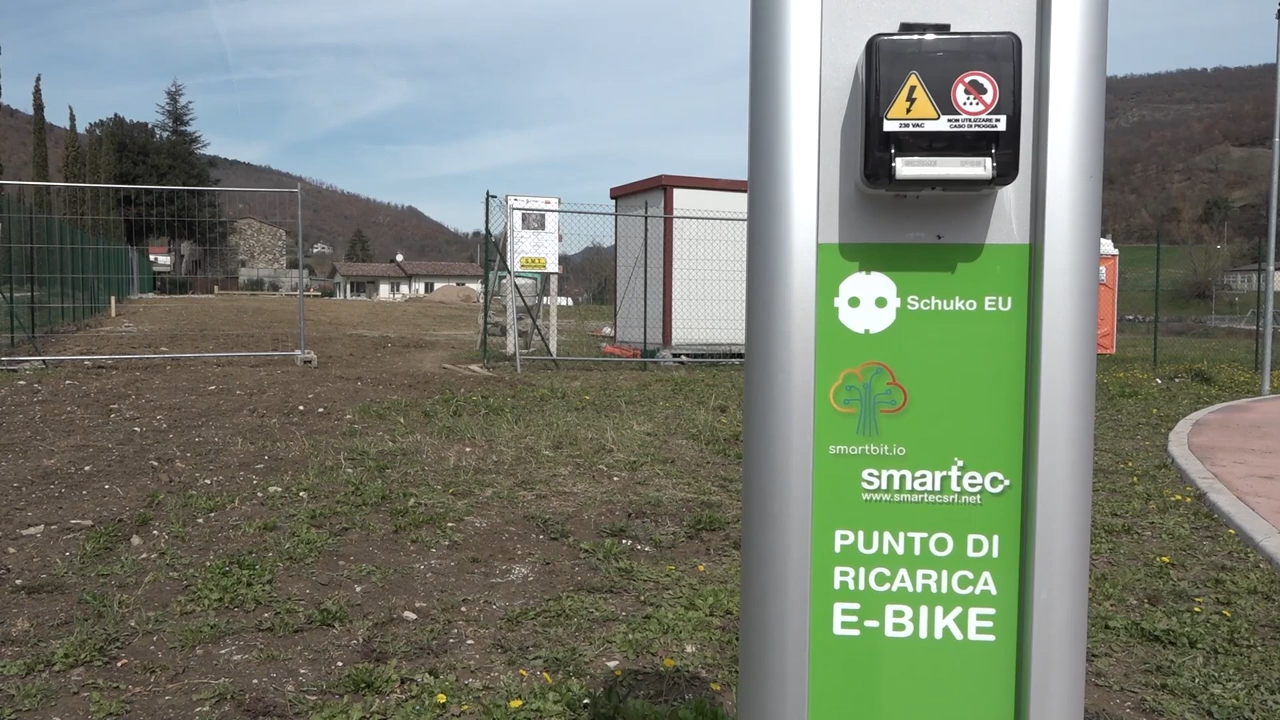 230 VAC
NON UTILIZZARE IN
CASO DI PIOGGIA
Schuko EU
smartbit.io
smartec
www.smartecsrl.net
PUNTO DI
RICARICA
E-BIKE